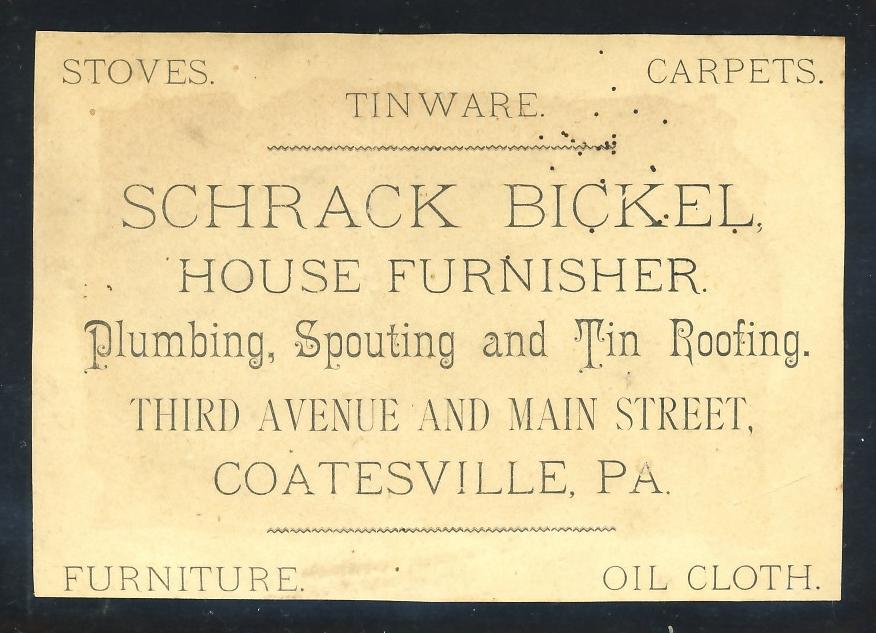 STOVES. CARPETS.
TINWARE.
SCHRACK BICKEL,
HOUSE FURNISHER.
Plumbing, Spouting and Tin Roofing.
THIRD AVENUE AND MAIN STREET,
COATESVILLE, PA.
FURNITURE. OIL CLOTH.